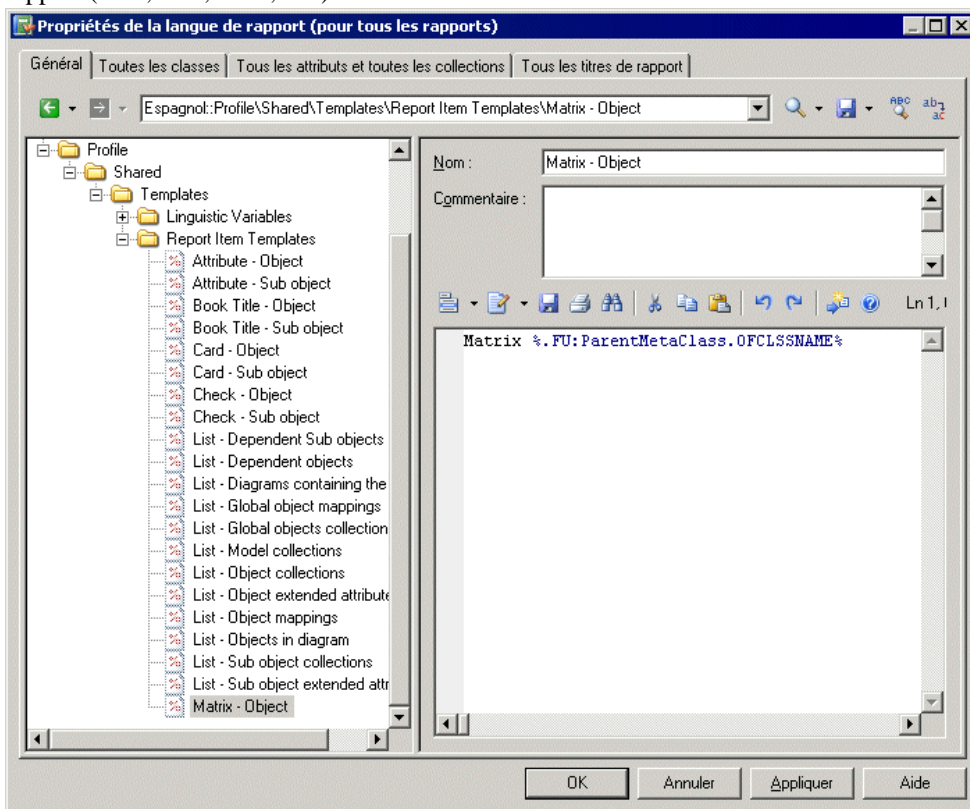 Propriétés de la langue de rapport (pour tous les rapports)
Général Toutes les classes Tous les attributs et toutes les collections Tous les titres de rapport
Espagnol::Profile\Shared\Templates\Report Item Templates\Matrix - Object
Profile
Shared
Templates
Linguistic Variables
Report Item Templates
Attribute - Object
Attribute - Sub object
Book Title - Object
Book Title - Sub object
Card - Object
Card - Sub object
Check - Object
Check - Sub object
List - Dependent Sub objects
List - Dependent objects
List - Diagrams containing the
List - Global object mappings
List - Global objects collection
List - Model collections
List - Object collections
List - Object extended attribute
List - Object mappings
List - Objects in diagram
List - Sub object collections
List - Sub object extended attr
Matrix - Object
Nom : Matrix - Object
Commentaire :
Ln 1,
Matrix %.FU:ParentMetaClass.OFCLSSNAME%
OK Annuler Appliquer Aide